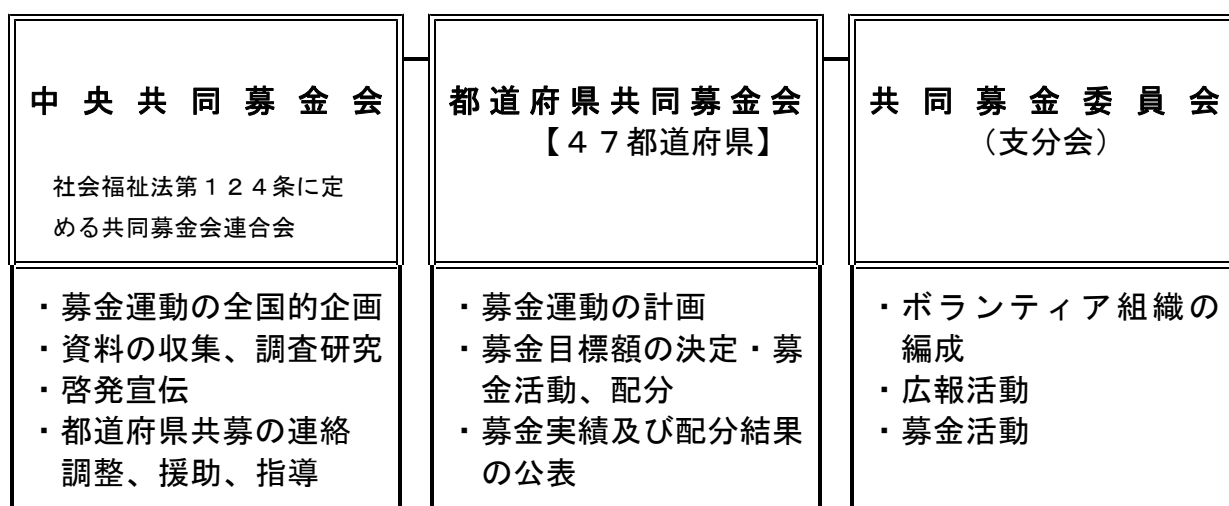 中央共同募金会
社会福祉法第１２４条に定
める共同募金会連合会
・募金運動の全国的企画
・資料の収集、調査研究
・啓発宣伝
・都道府県共募の連絡
調整、援助、指導
都道府県共同募金会
【４７都道府県】
・募金運動の計画
・募金目標額の決定・募
金活動、配分
・募金実績及び配分結果
の公表
共同募金委員会
（支分会）
・ボランティア組織の
編成
・広報活動
・募金活動